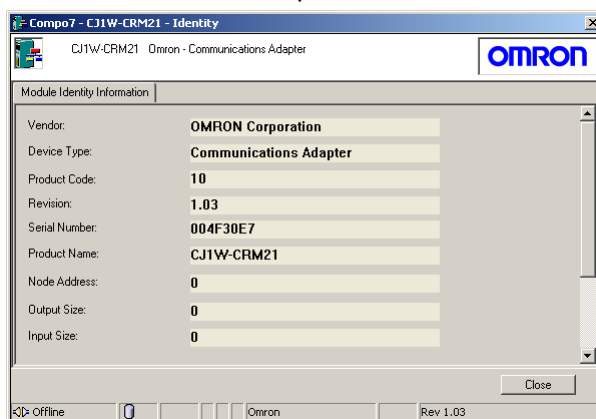 Compo7 - CJ1W-CRM21 - Identity
CJ1W-CRM21 Omron - Communications Adapter
OMRON
Module Identity Information
Vendor: OMRON Corporation
Device Type: Communications Adapter
Product Code: 10
Revision: 1.03
Serial Number: 004F30E7
Product Name: CJ1W-CRM21
Node Address: 0
Output Size: 0
Input Size: 0
Close
Offline Omron Rev 1.03